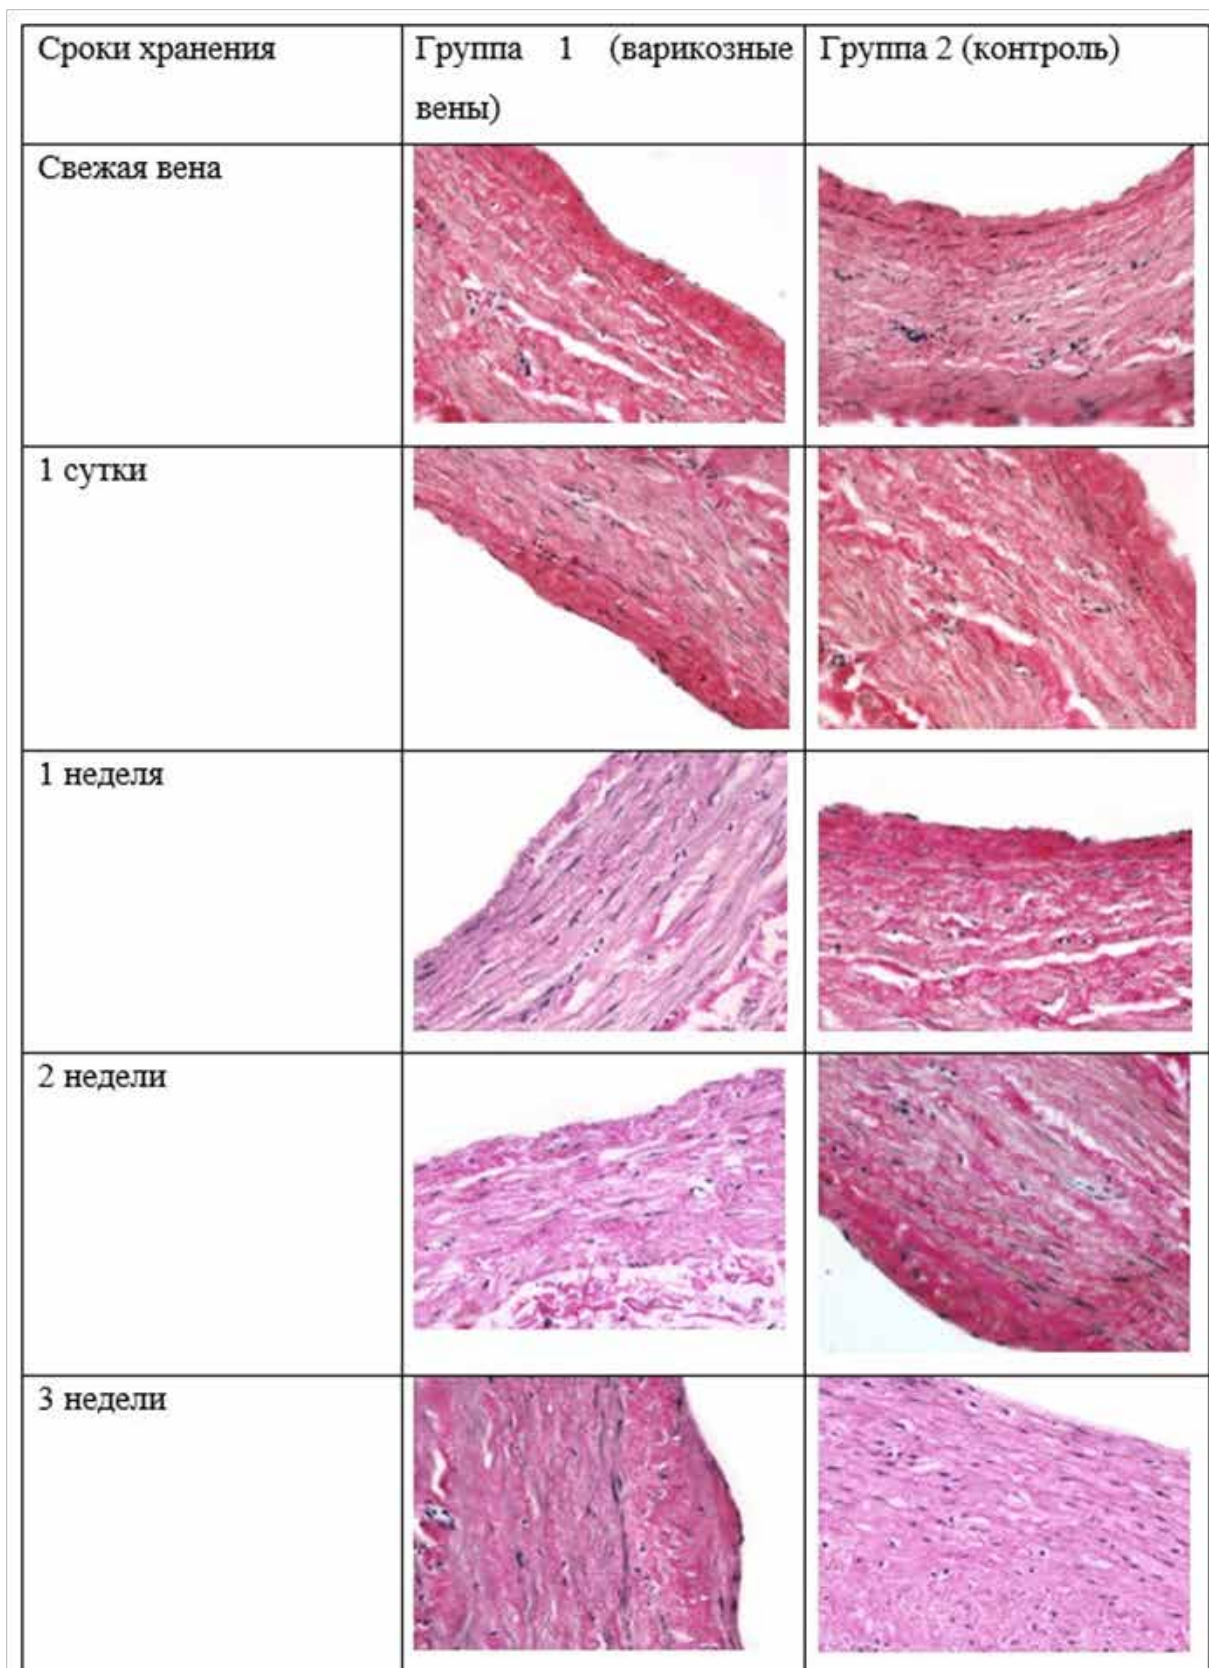 Сроки хранения
Группа 1 (варикозные
вены)
Группа 2 (контроль)
Свежая вена
1 сутки
1 неделя
2 недели
3 недели